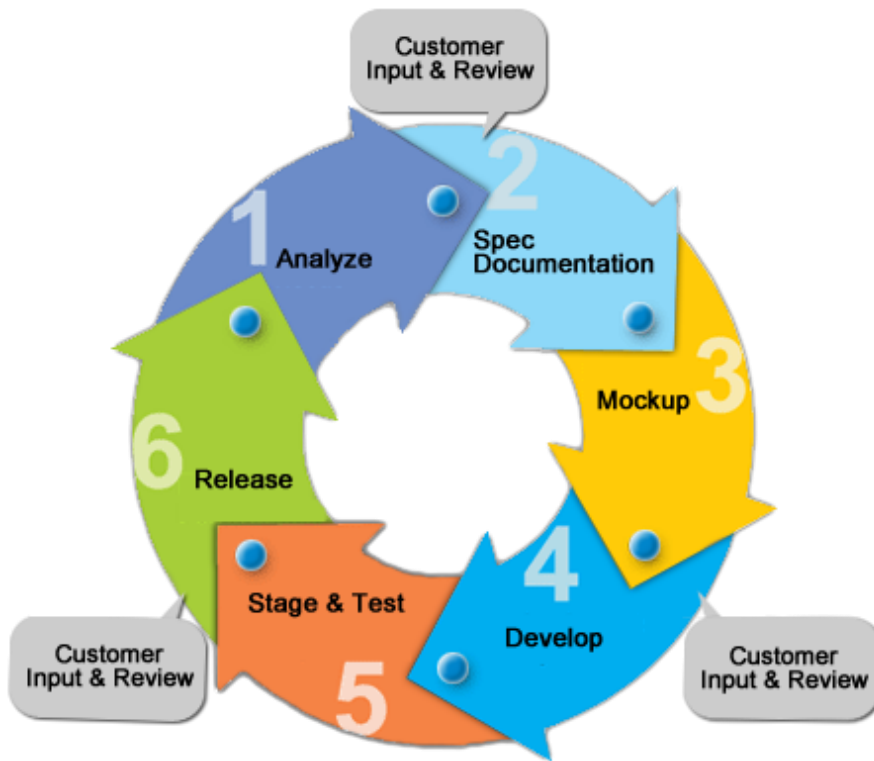 Customer
Input & Review
1
Analyze
2
Spec
Documentation
3
Mockup
4
Develop
Customer
Input & Review
5
Stage & Test
6
Release
Customer
Input & Review